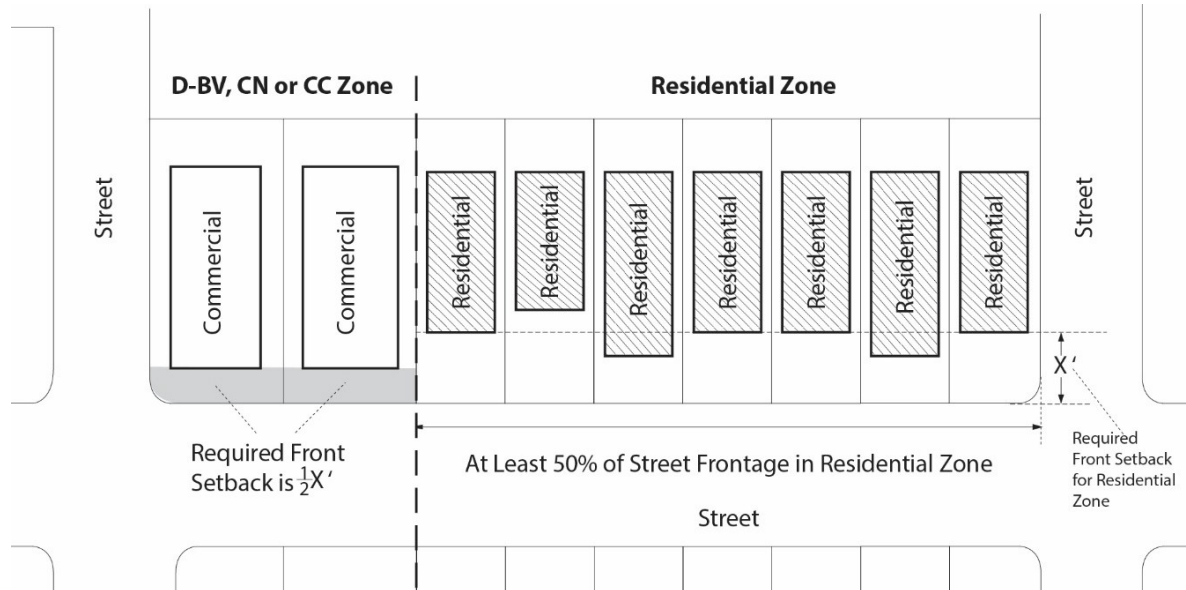 D-BV, CN or CC Zone
Residential Zone
Street
Commercial
Commercial
Residential
Residential
Residential
Residential
Residential
Residential
Residential
Street
X '
Required Front
Setback is ½X '
At Least 50% of Street Frontage in Residential Zone
Required
Front Setback
for Residential
Zone
Street